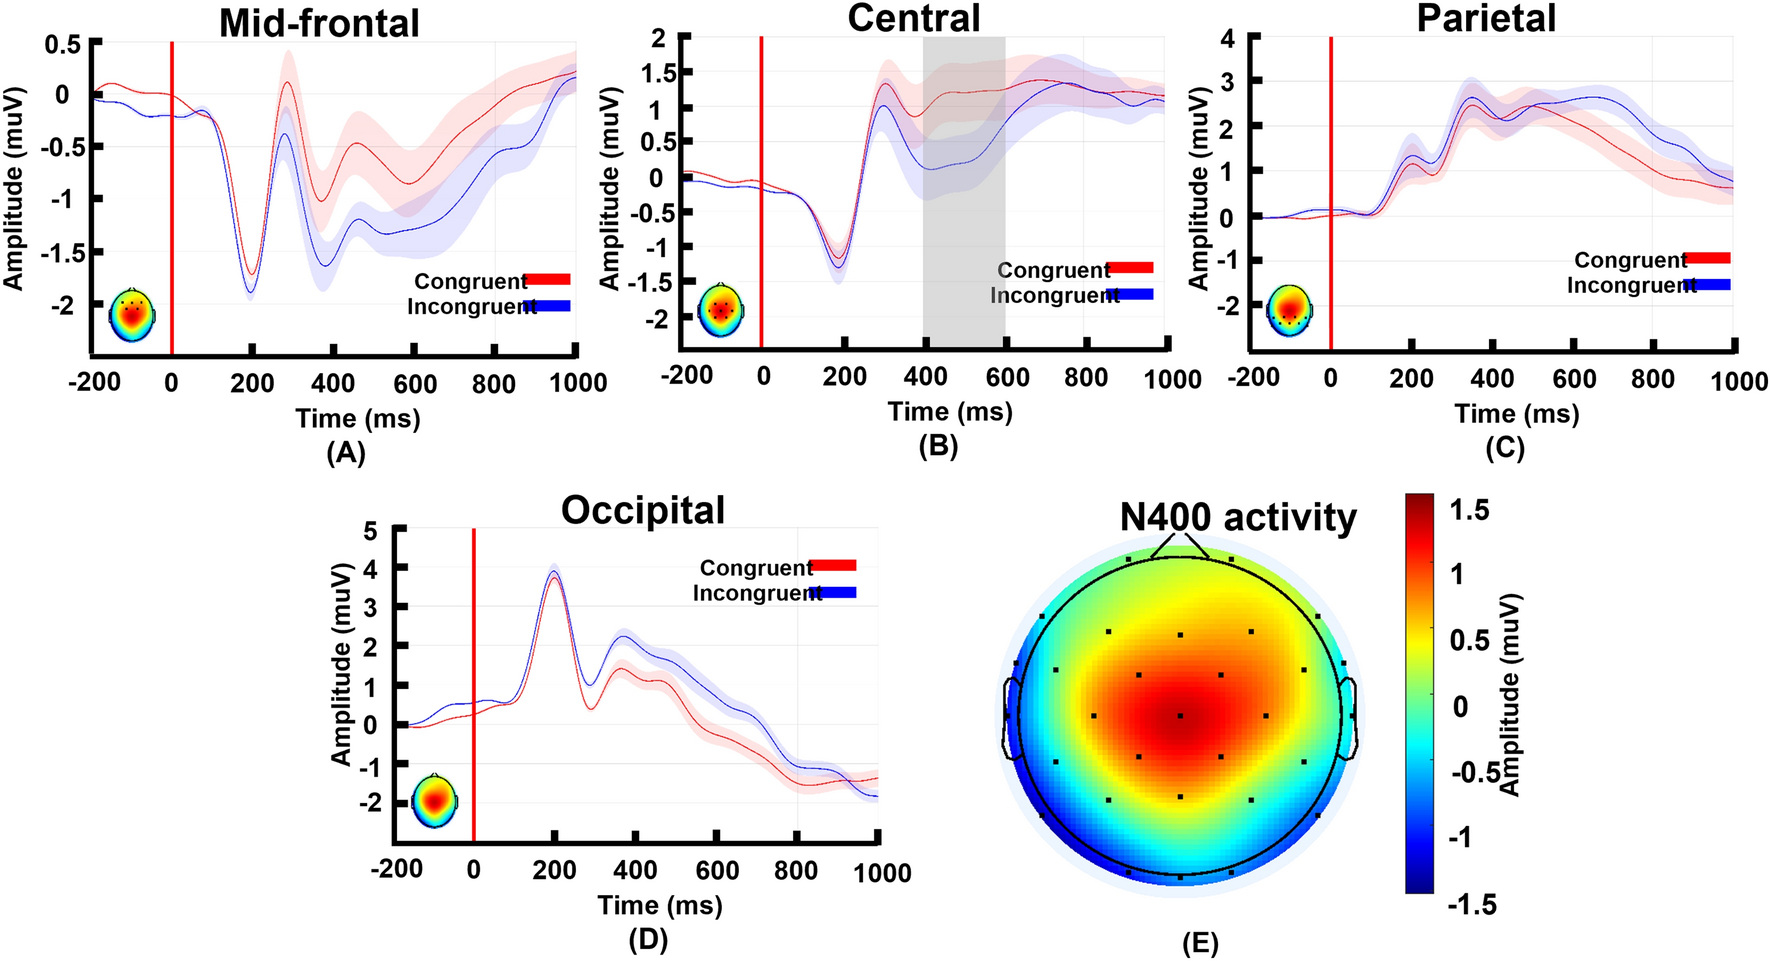 Mid-frontal
Amplitude (muV)
0.5
0
-0.5
-1
-1.5
-2
Congruent
Incongruent
-200 0 200 400 600 800 1000
Time (ms)
(A)
Central
Amplitude (muV)
2
1.5
1
0.5
0
-0.5
-1
-1.5
-2
Congruent
Incongruent
-200 0 200 400 600 800 1000
Time (ms)
(B)
Parietal
Amplitude (muV)
4
3
2
1
0
-1
-2
Congruent
Incongruent
-200 0 200 400 600 800 1000
Time (ms)
(C)
Occipital
Amplitude (muV)
5
4
3
2
1
0
-1
-2
Congruent
Incongruent
-200 0 200 400 600 800 1000
Time (ms)
(D)
N400 activity
1.5
1
0.5
0
-0.5
-1
-1.5
Amplitude (muV)
(E)